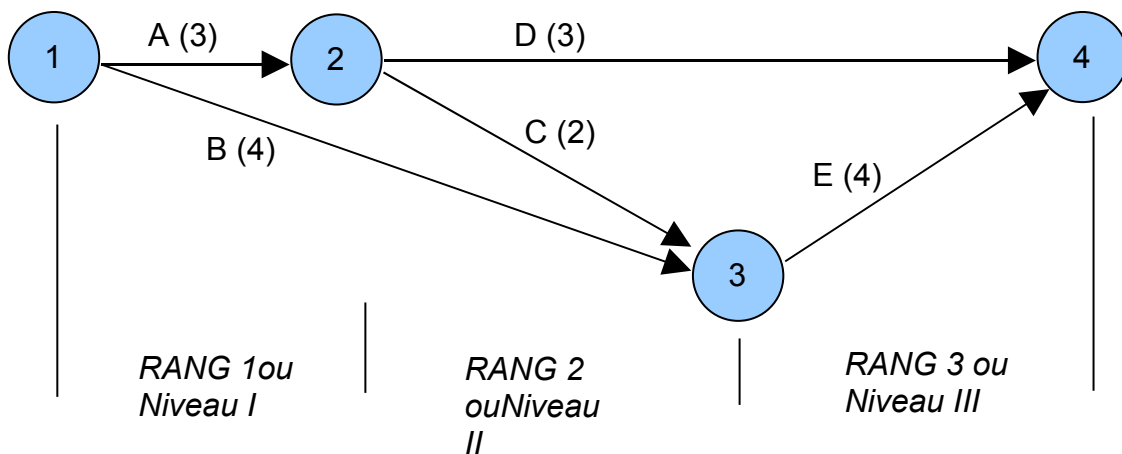 1
A (3)
2
D (3)
4
B (4)
C (2)
E (4)
3
RANG 1ou
Niveau I
RANG 2
ouNiveau
II
RANG 3 ou
Niveau III